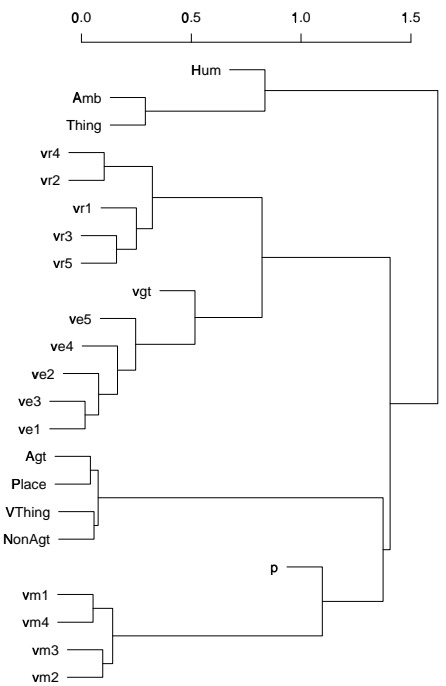 0.0 0.5 1.0 1.5
Hum
Amb
Thing
vr4
vr2
vr1
vr3
vr5
vgt
ve5
ve4
ve2
ve3
ve1
Agt
Place
VThing
NonAgt
p
vm1
vm4
vm3
vm2